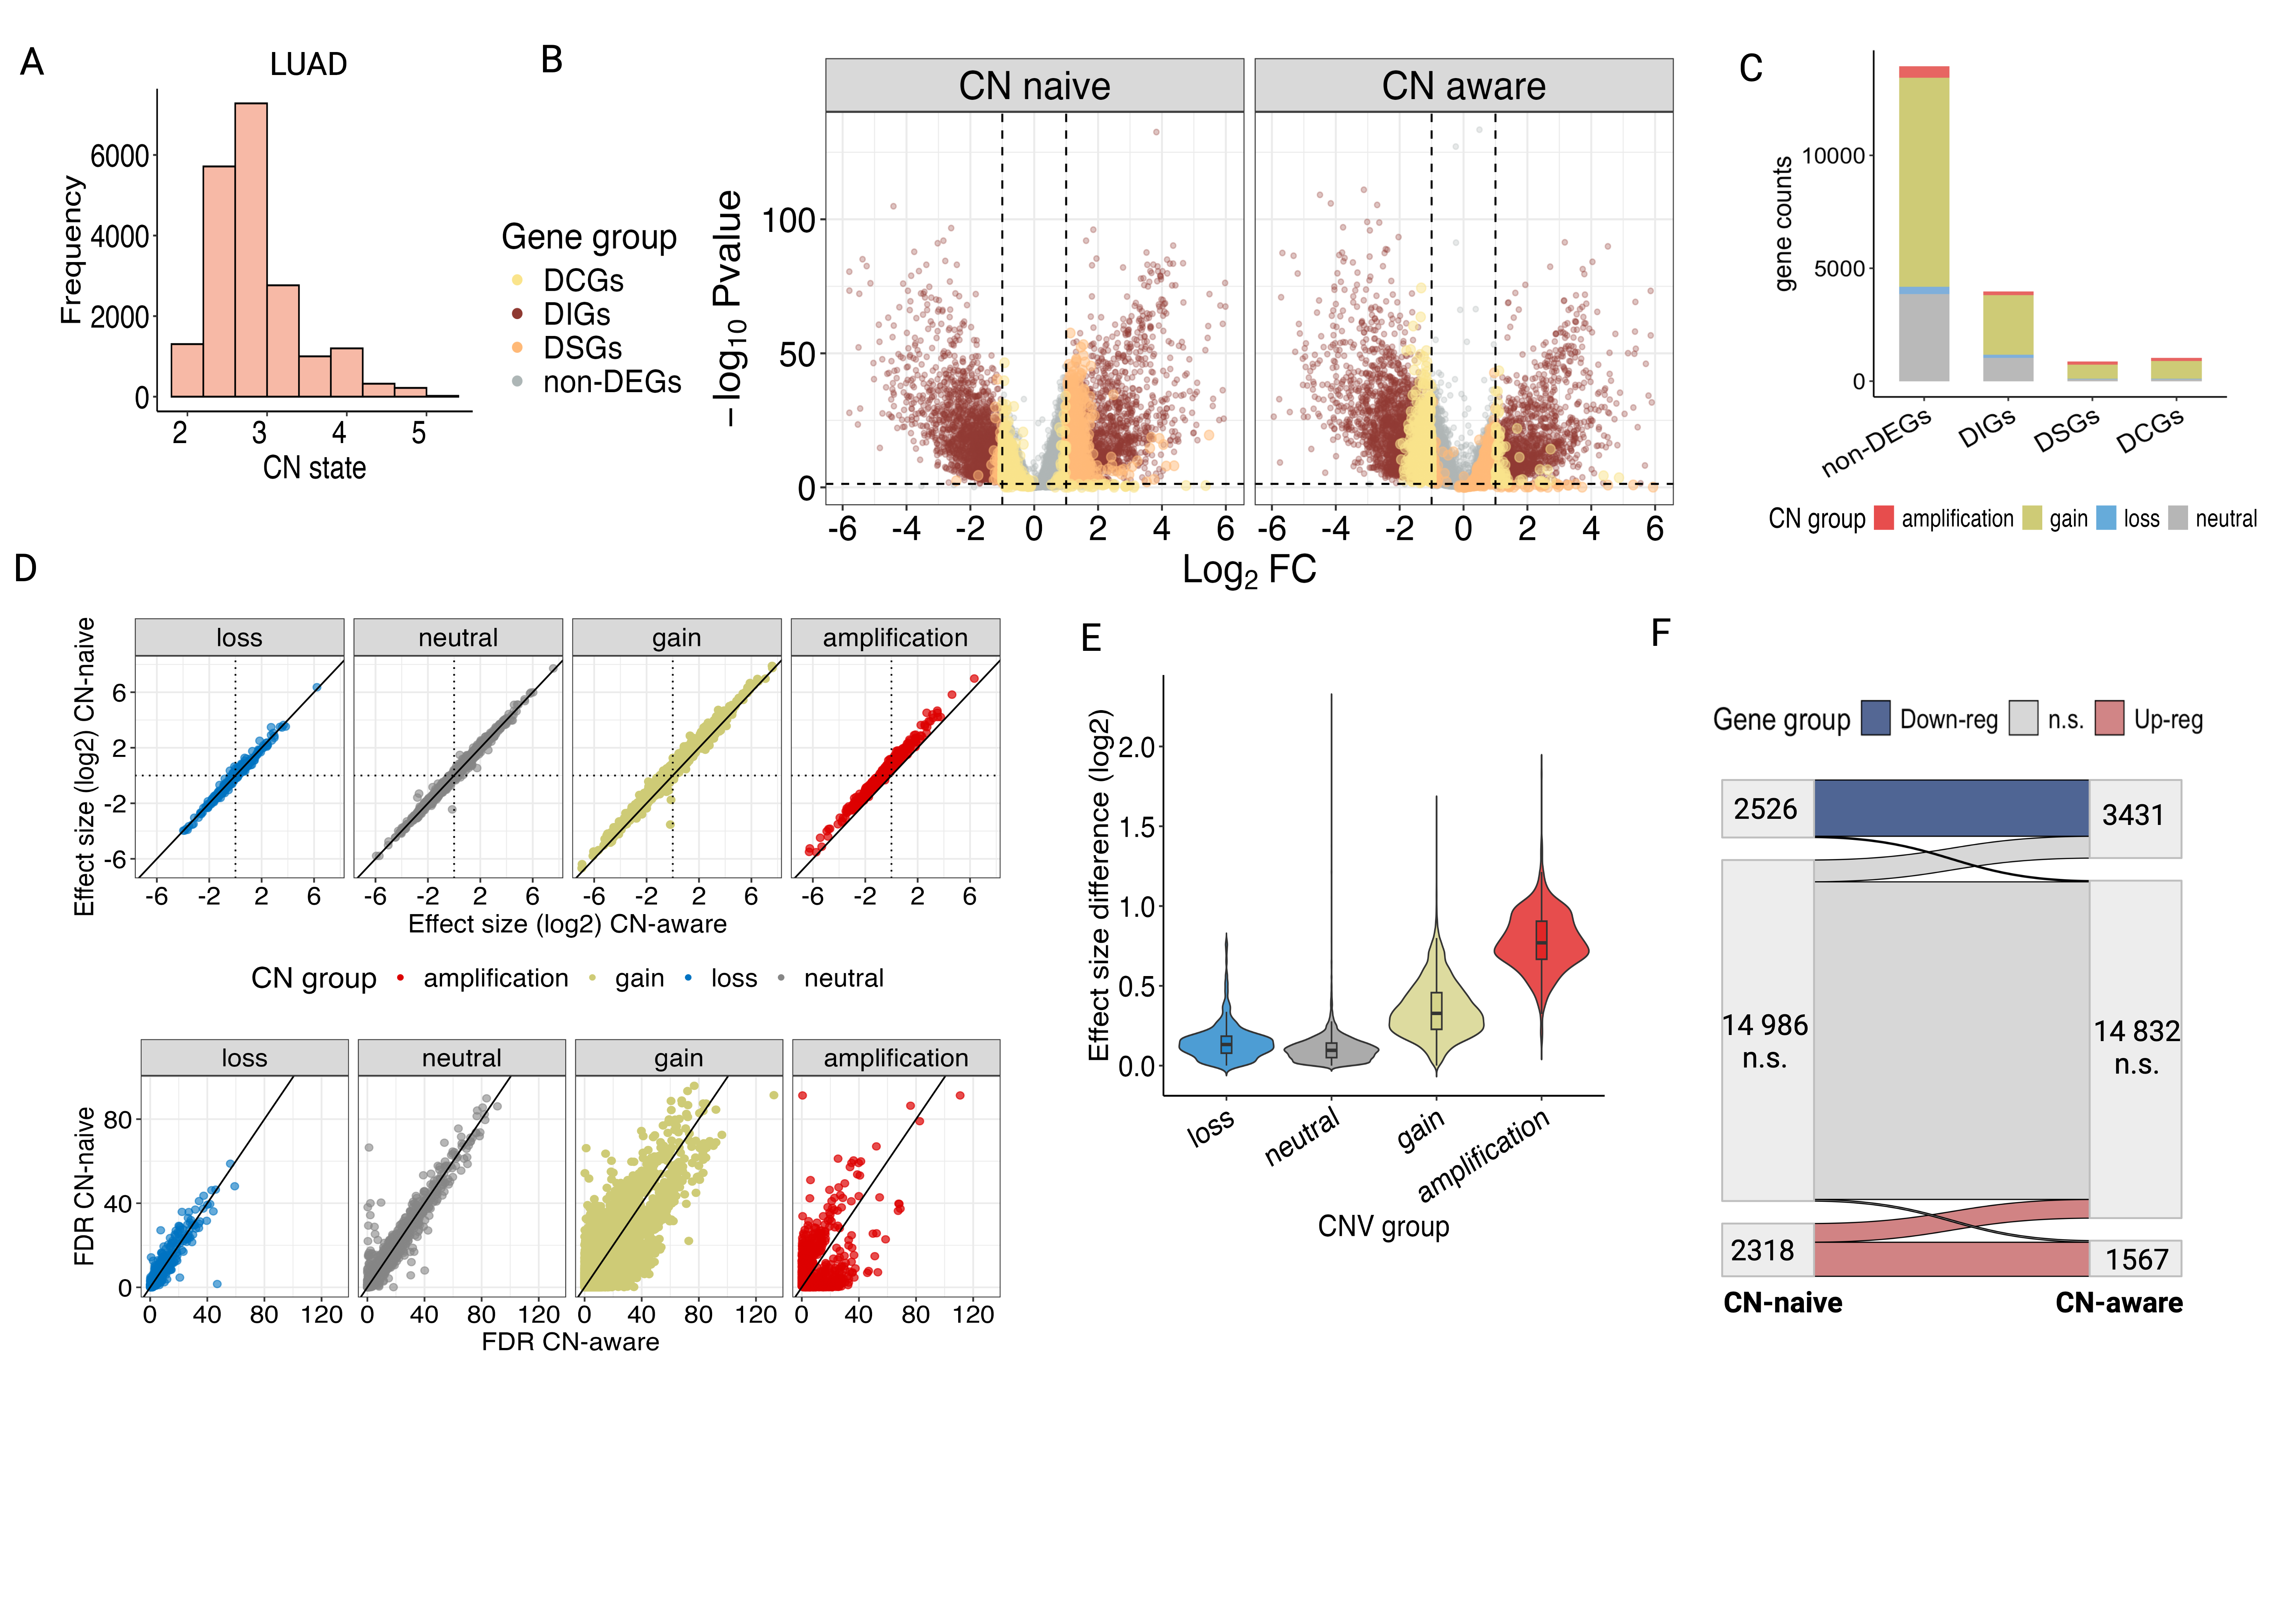 A
LUAD
Frequency
6000
4000
2000
0
2 3 4 5
CN state
B
Gene group
DCGs
DIGs
DSGs
non-DEGs
CN naive
CN aware
−log10 Pvalue
100
50
0
-6 -4 -2 0 2 4 6
-6 -4 -2 0 2 4 6
Log2 FC
C
gene counts
10000
5000
0
non-DEGs
DIGs
DSGs
DCGs
CN group amplification gain loss neutral
D
loss neutral gain amplification
Effect size (log2) CN-naive
6
2
-2
-6
-6 -2 2 6
-6 -2 2 6
-6 -2 2 6
-6 -2 2 6
Effect size (log2) CN-aware
CN group amplification gain loss neutral
loss neutral gain amplification
FDR CN-naive
80
40
0
0 40 80 120
0 40 80 120
0 40 80 120
0 40 80 120
FDR CN-aware
E
Effect size difference (log2)
2.0
1.5
1.0
0.5
0.0
loss
neutral
gain
amplification
CNV group
F
Gene group Down-reg n.s. Up-reg
2526
3431
14 986
n.s.
14 832
n.s.
2318
1567
CN-naive
CN-aware